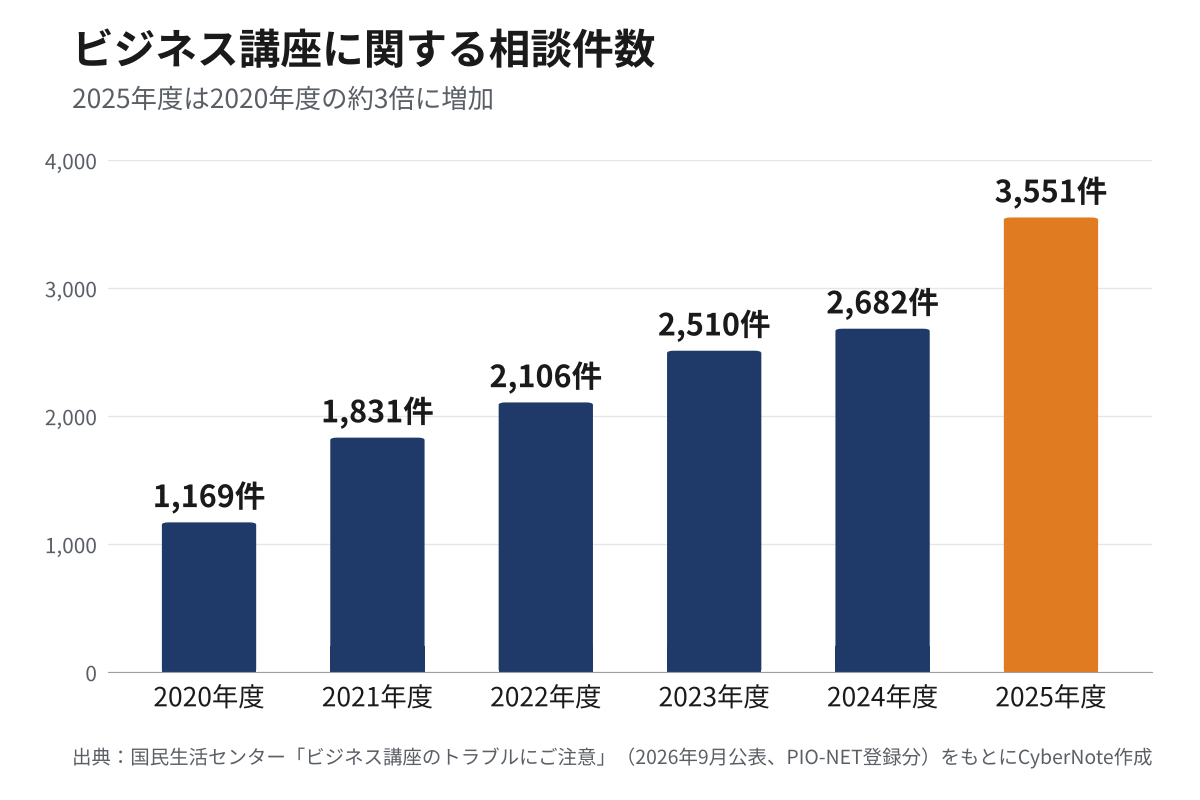 ビジネス講座に関する相談件数
2025年度は2020年度の約3倍に増加
4,000
3,000
2,000
1,000
0
1,169件
1,831件
2,106件
2,510件
2,682件
3,551件
2020年度
2021年度
2022年度
2023年度
2024年度
2025年度
出典：国民生活センター「ビジネス講座のトラブルにご注意」（2026年9月公表、PIO-NET登録分）をもとにCyberNote作成